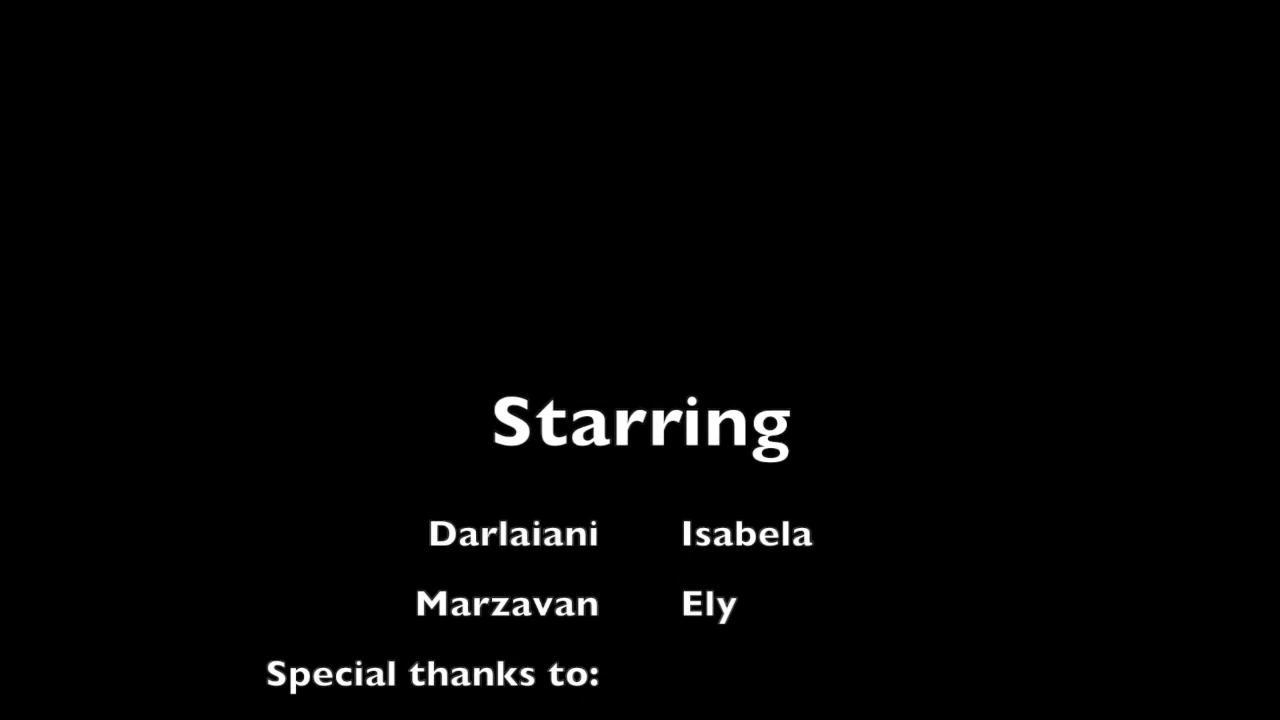 Starring
Darlaiani Isabela
Marzavan Ely
Special thanks to: